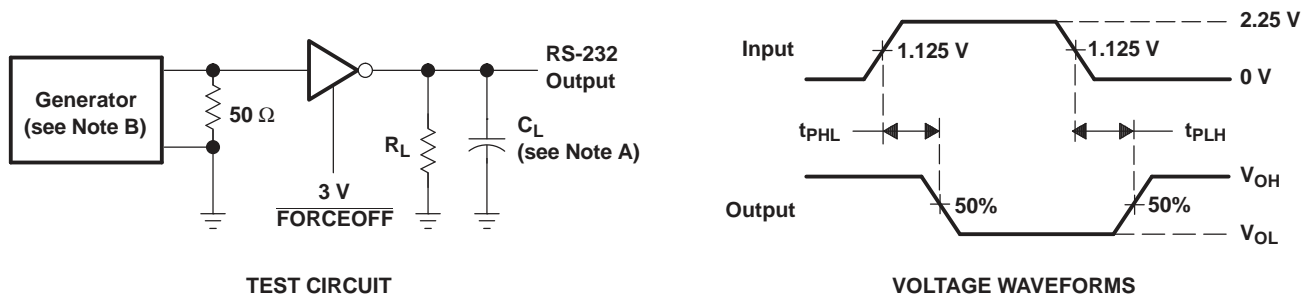 Generator
(see Note B)
50 Ω
3 V
FORCEOFF
R_L
C_L
(see Note A)
RS-232
Output
TEST CIRCUIT
Input
1.125 V
1.125 V
2.25 V
0 V
t_PHL
t_PLH
Output
50%
50%
V_OH
V_OL
VOLTAGE WAVEFORMS